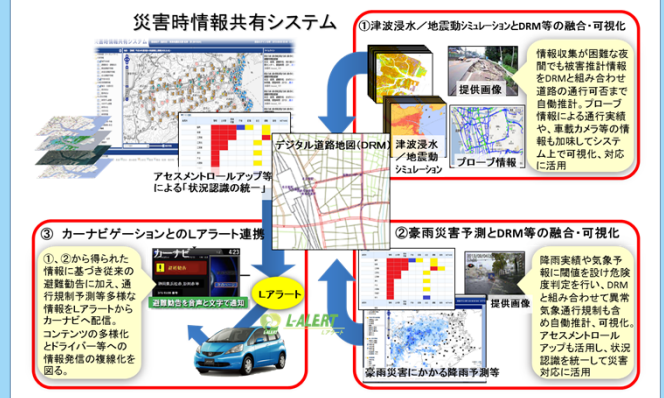 災害時情報共有システム
アセスメントロールアップ等
による「状況認識の統一」
デジタル道路地図(DRM)
①津波浸水／地震動シミュレーションとDRM等の融合・可視化
提供画像
津波浸水
／地震動
シミュレーション
プローブ情報
情報収集が困難な夜
間でも被害推計情報
をDRMと組み合わせ
道路の通行可否まで
自動推計。プローブ
情報による通行実績
や、車載カメラ等の情
報も加味してシステ
ム上で可視化、対応
に活用
③ カーナビゲーションとのLアラート連携
①、②から得られた
情報に基づき従来の
避難勧告に加え、通
行規制予測等多様な
情報をLアラートから
カーナビへ配信。
コンテンツの多様化
とドライバー等への
情報発信の複線化を
図る。
カーナビ
4:23
避難勧告を音声と文字で通知
Lアラート
L-ALERT
②豪雨災害予測とDRM等の融合・可視化
提供画像
豪雨災害にかかる降雨予測等
降雨実績や気象予
報に閾値を設け危険
度判定を行い、DRM
と組み合わせて異常
気象通行規制も含
め自動推計、可視化。
アセスメントロール
アップも活用し、状況
認識を統一して災害
対応に活用